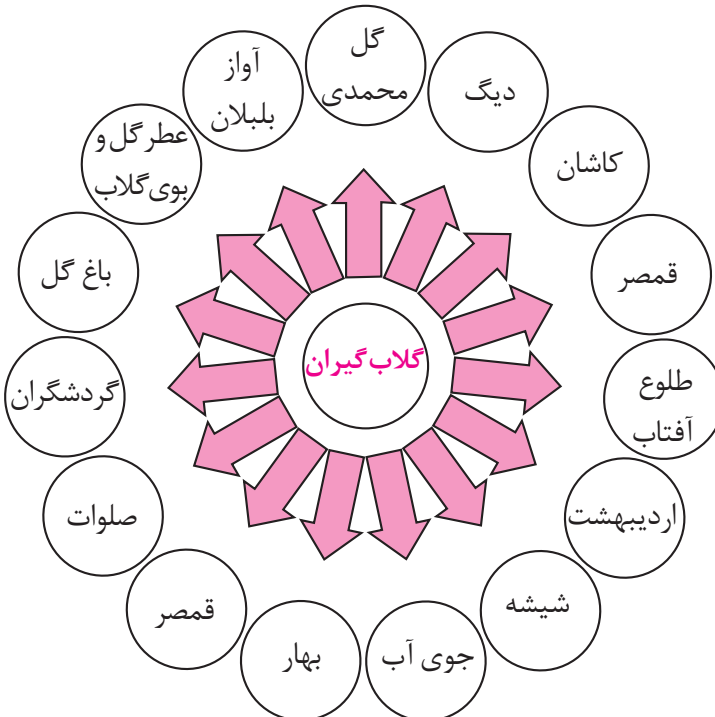 گل
محمدی
دیگ
کاشان
قمصر
طلوع
آفتاب
اردیبهشت
شیشه
جوی آب
بهار
قمصر
صلوات
گردشگران
باغ گل
عطر گل و
بوی گلاب
آواز
بلبلان
گلاب‌گیران